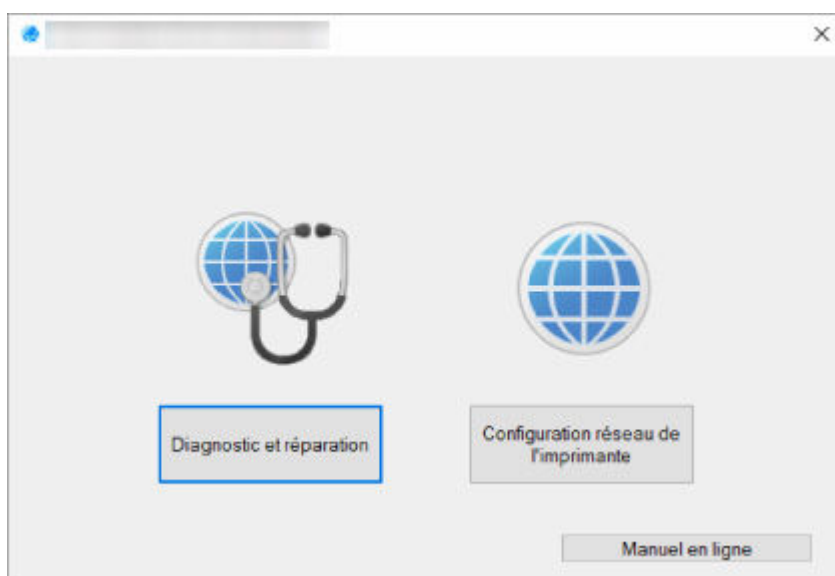 Diagnostic et réparation
Configuration réseau de
l'imprimante
Manuel en ligne